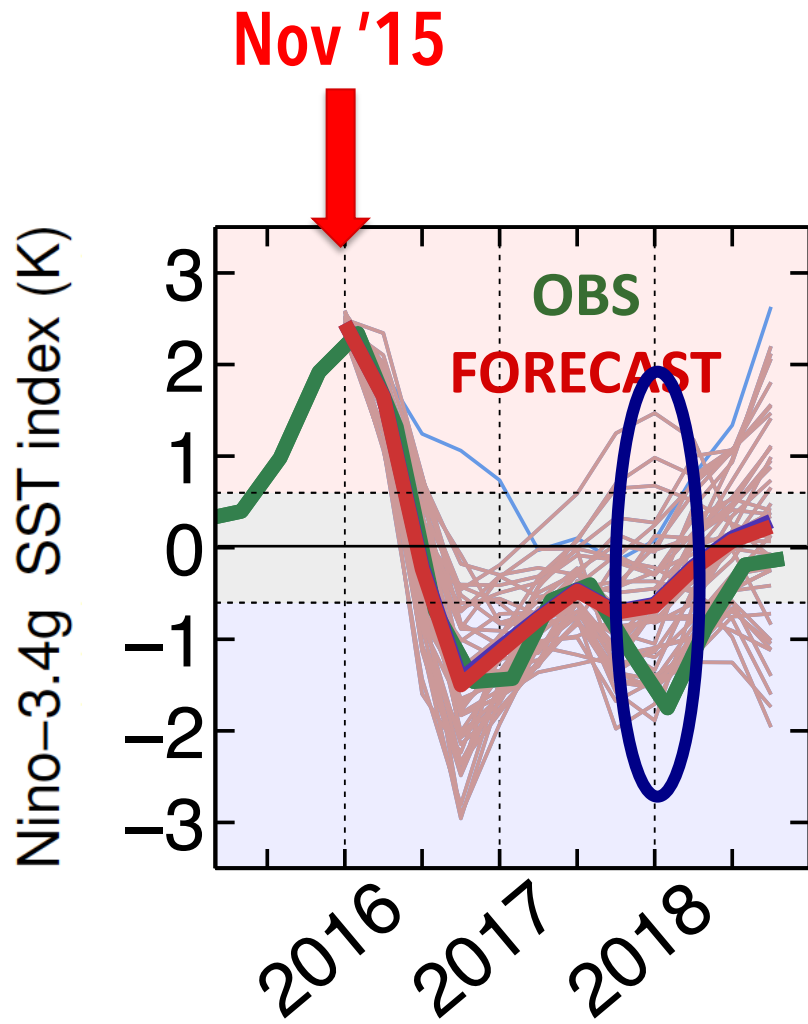 Nov '15
Nino–3.4g SST index (K)
3
2
1
0
−1
−2
−3
OBS
FORECAST
2016
2017
2018